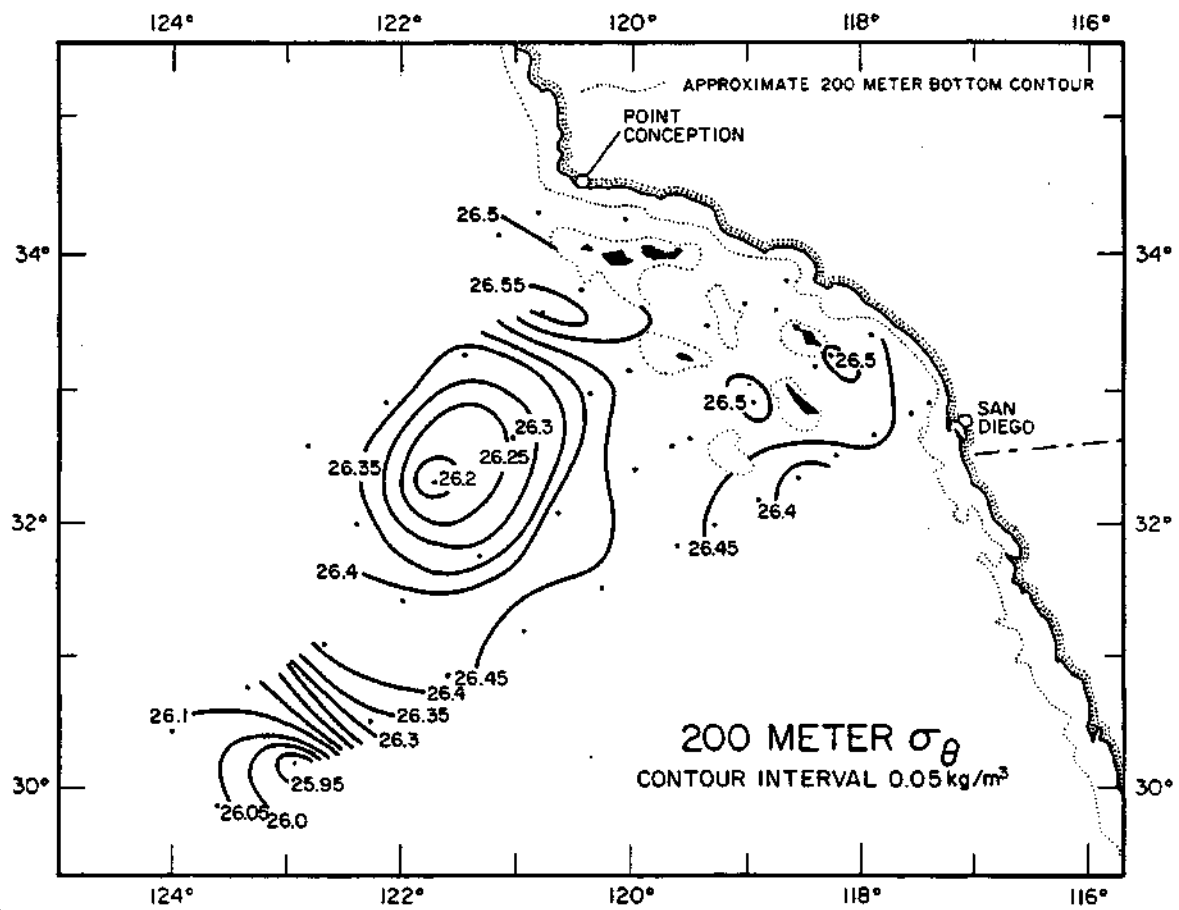 124° 122° 120° 118° 116°
APPROXIMATE 200 METER BOTTOM CONTOUR
POINT
CONCEPTION
26.5
34° 34°
26.55
26.5
26.5
SAN
DIEGO
26.3
26.35 26.25
26.2
26.4
32° 32°
26.45
26.4
26.45
26.4
26.1 26.35
26.3
200 METER σθ
CONTOUR INTERVAL 0.05 kg/m³
30° 25.95 30°
26.05 26.0
124° 122° 120° 118° 116°